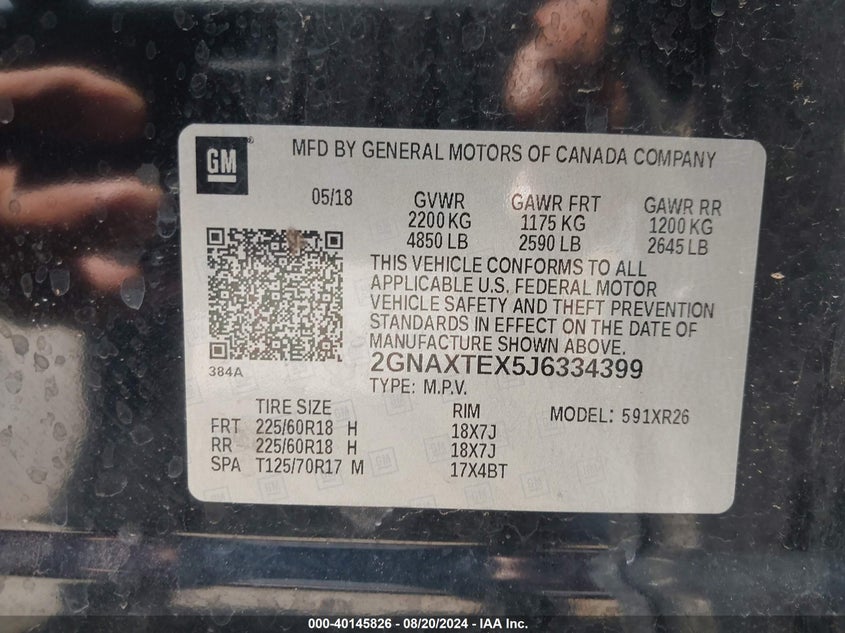 GM
MFD BY GENERAL MOTORS OF CANADA COMPANY
05/18 GVWR GAWR FRT GAWR RR
2200 KG 1175 KG 1200 KG
4850 LB 2590 LB 2645 LB
THIS VEHICLE CONFORMS TO ALL
APPLICABLE U.S. FEDERAL MOTOR
VEHICLE SAFETY AND THEFT PREVENTION
STANDARDS IN EFFECT ON THE DATE OF
MANUFACTURE SHOWN ABOVE.
384A
2GNAXTEX5J6334399
TYPE: M.P.V.
TIRE SIZE RIM MODEL: 591XR26
FRT 225/60R18 H 18X7J
RR 225/60R18 H 18X7J
SPA T125/70R17 M 17X4BT
000-40145826 - 08/20/2024 - IAAI.com